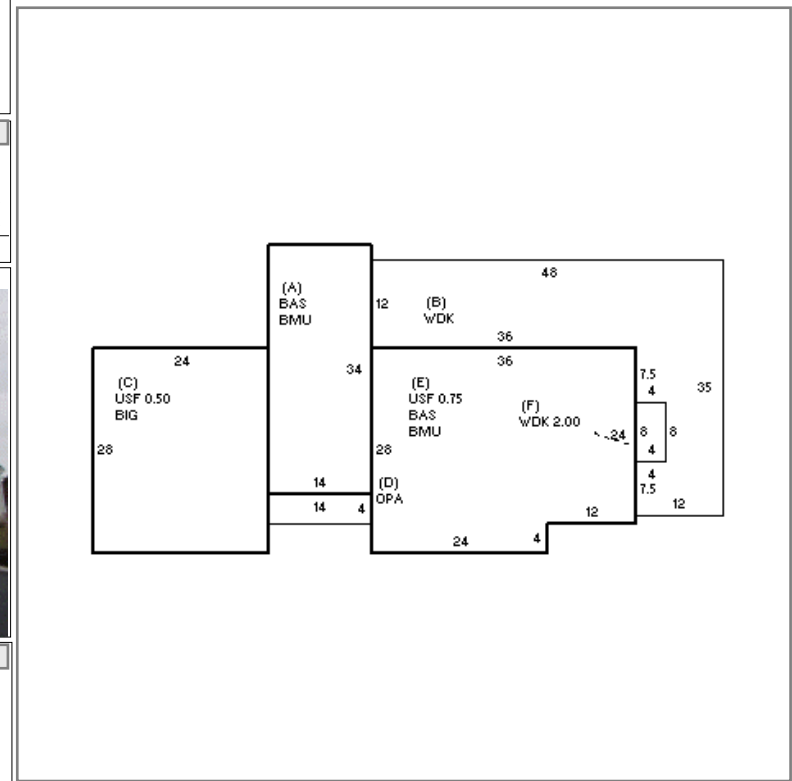 48
(A)
BAS
BMU
12
(B)
WDK
36
24
34
36
(C)
USF 0.50
BIG
(E)
USF 0.75
BAS
BMU
(F)
WDK 2.00
7.5
4
35
28
28
24
8
8
4
14
(D)
OPA
4
7.5
14
4
12
12
24
4